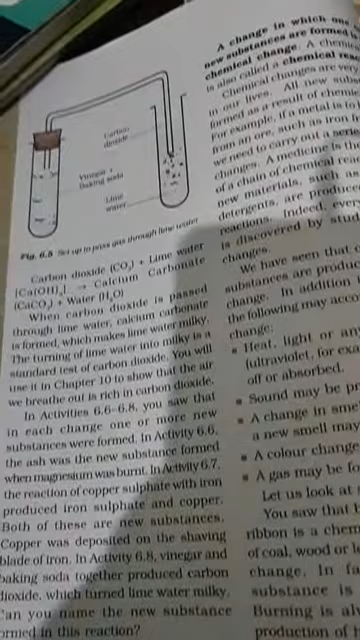 Carbon
dioxide
Vinegar +
Baking soda
Lime
water
Fig. 6.5 Set up to pass gas through lime water
Carbon dioxide (CO₂) + Lime water
[Ca(OH)₂] → Calcium Carbonate
(CaCO₃) + Water (H₂O)
When carbon dioxide is passed
through lime water, calcium carbonate
is formed, which makes lime water milky.
The turning of lime water into milky is a
standard test of carbon dioxide. You will
use it in Chapter 10 to show that the air
we breathe out is rich in carbon dioxide.
In Activities 6.6–6.8, you saw that
in each change one or more new
substances were formed. In Activity 6.6,
the ash was the new substance formed
when magnesium was burnt. In Activity 6.7,
the reaction of copper sulphate with iron
produced iron sulphate and copper.
Both of these are new substances.
Copper was deposited on the shaving
blade of iron. In Activity 6.8, vinegar and
baking soda together produced carbon
dioxide, which turned lime water milky.
Can you name the new substance
formed in this reaction?
A change in which one
new substances are formed
chemical change. A chemic
is also called a chemical reac
Chemical changes are very
in our lives. All new subs
formed as a result of chemic
For example, if a metal is to
from an ore, such as iron
we need to carry out a seri
changes. A medicine is the
of a chain of chemical reac
new materials, such as
detergents, are produc
reactions. Indeed, ever
is discovered by stu
changes.
We have seen that
substances are produc
change. In addition
the following may acco
change:
• Heat, light or an
(ultraviolet, for exa
off or absorbed.
• Sound may be p
• A change in sme
a new smell may
• A colour change
• A gas may be fo
Let us look at
You saw that b
ribbon is a chem
of coal, wood or
change. In fa
substance is
Burning is al
production of